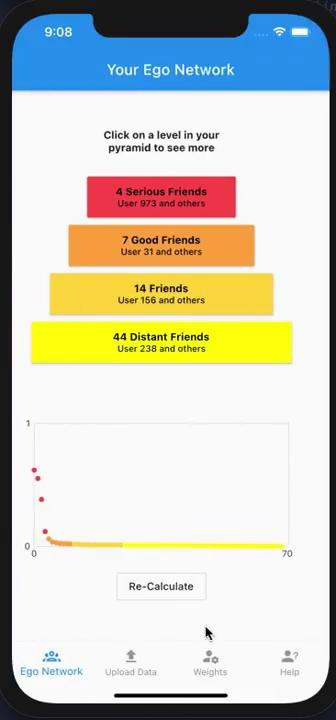 9:08
Your Ego Network
Click on a level in your
pyramid to see more
4 Serious Friends
User 973 and others
7 Good Friends
User 31 and others
14 Friends
User 156 and others
44 Distant Friends
User 238 and others
1
0
0
70
Re-Calculate
Ego Network
Upload Data
Weights
Help